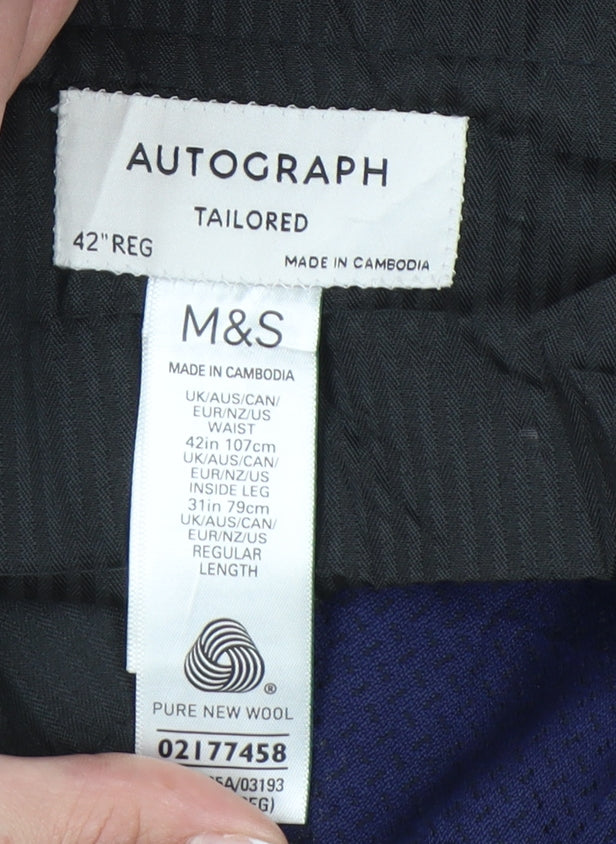 AUTOGRAPH
TAILORED
42" REG
MADE IN CAMBODIA
M&S
MADE IN CAMBODIA
UK/AUS/CAN/
EUR/NZ/US
WAIST
42in 107cm
UK/AUS/CAN/
EUR/NZ/US
INSIDE LEG
31in 79cm
UK/AUS/CAN/
EUR/NZ/US
REGULAR
LENGTH
®
PURE NEW WOOL
02177458
5A/03193